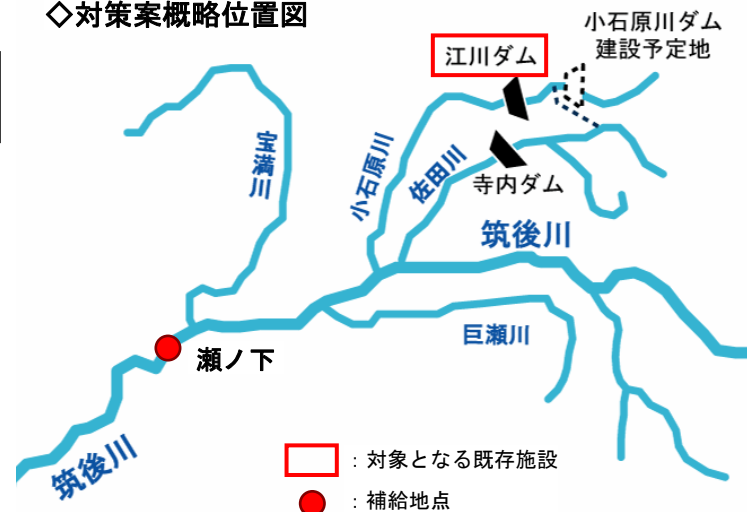 ◇対策案概略位置図
小石原川ダム
建設予定地
江川ダム
宝満川
小石原川
佐田川
寺内ダム
筑後川
巨瀬川
瀬ノ下
筑後川
：対象となる既存施設
：補給地点